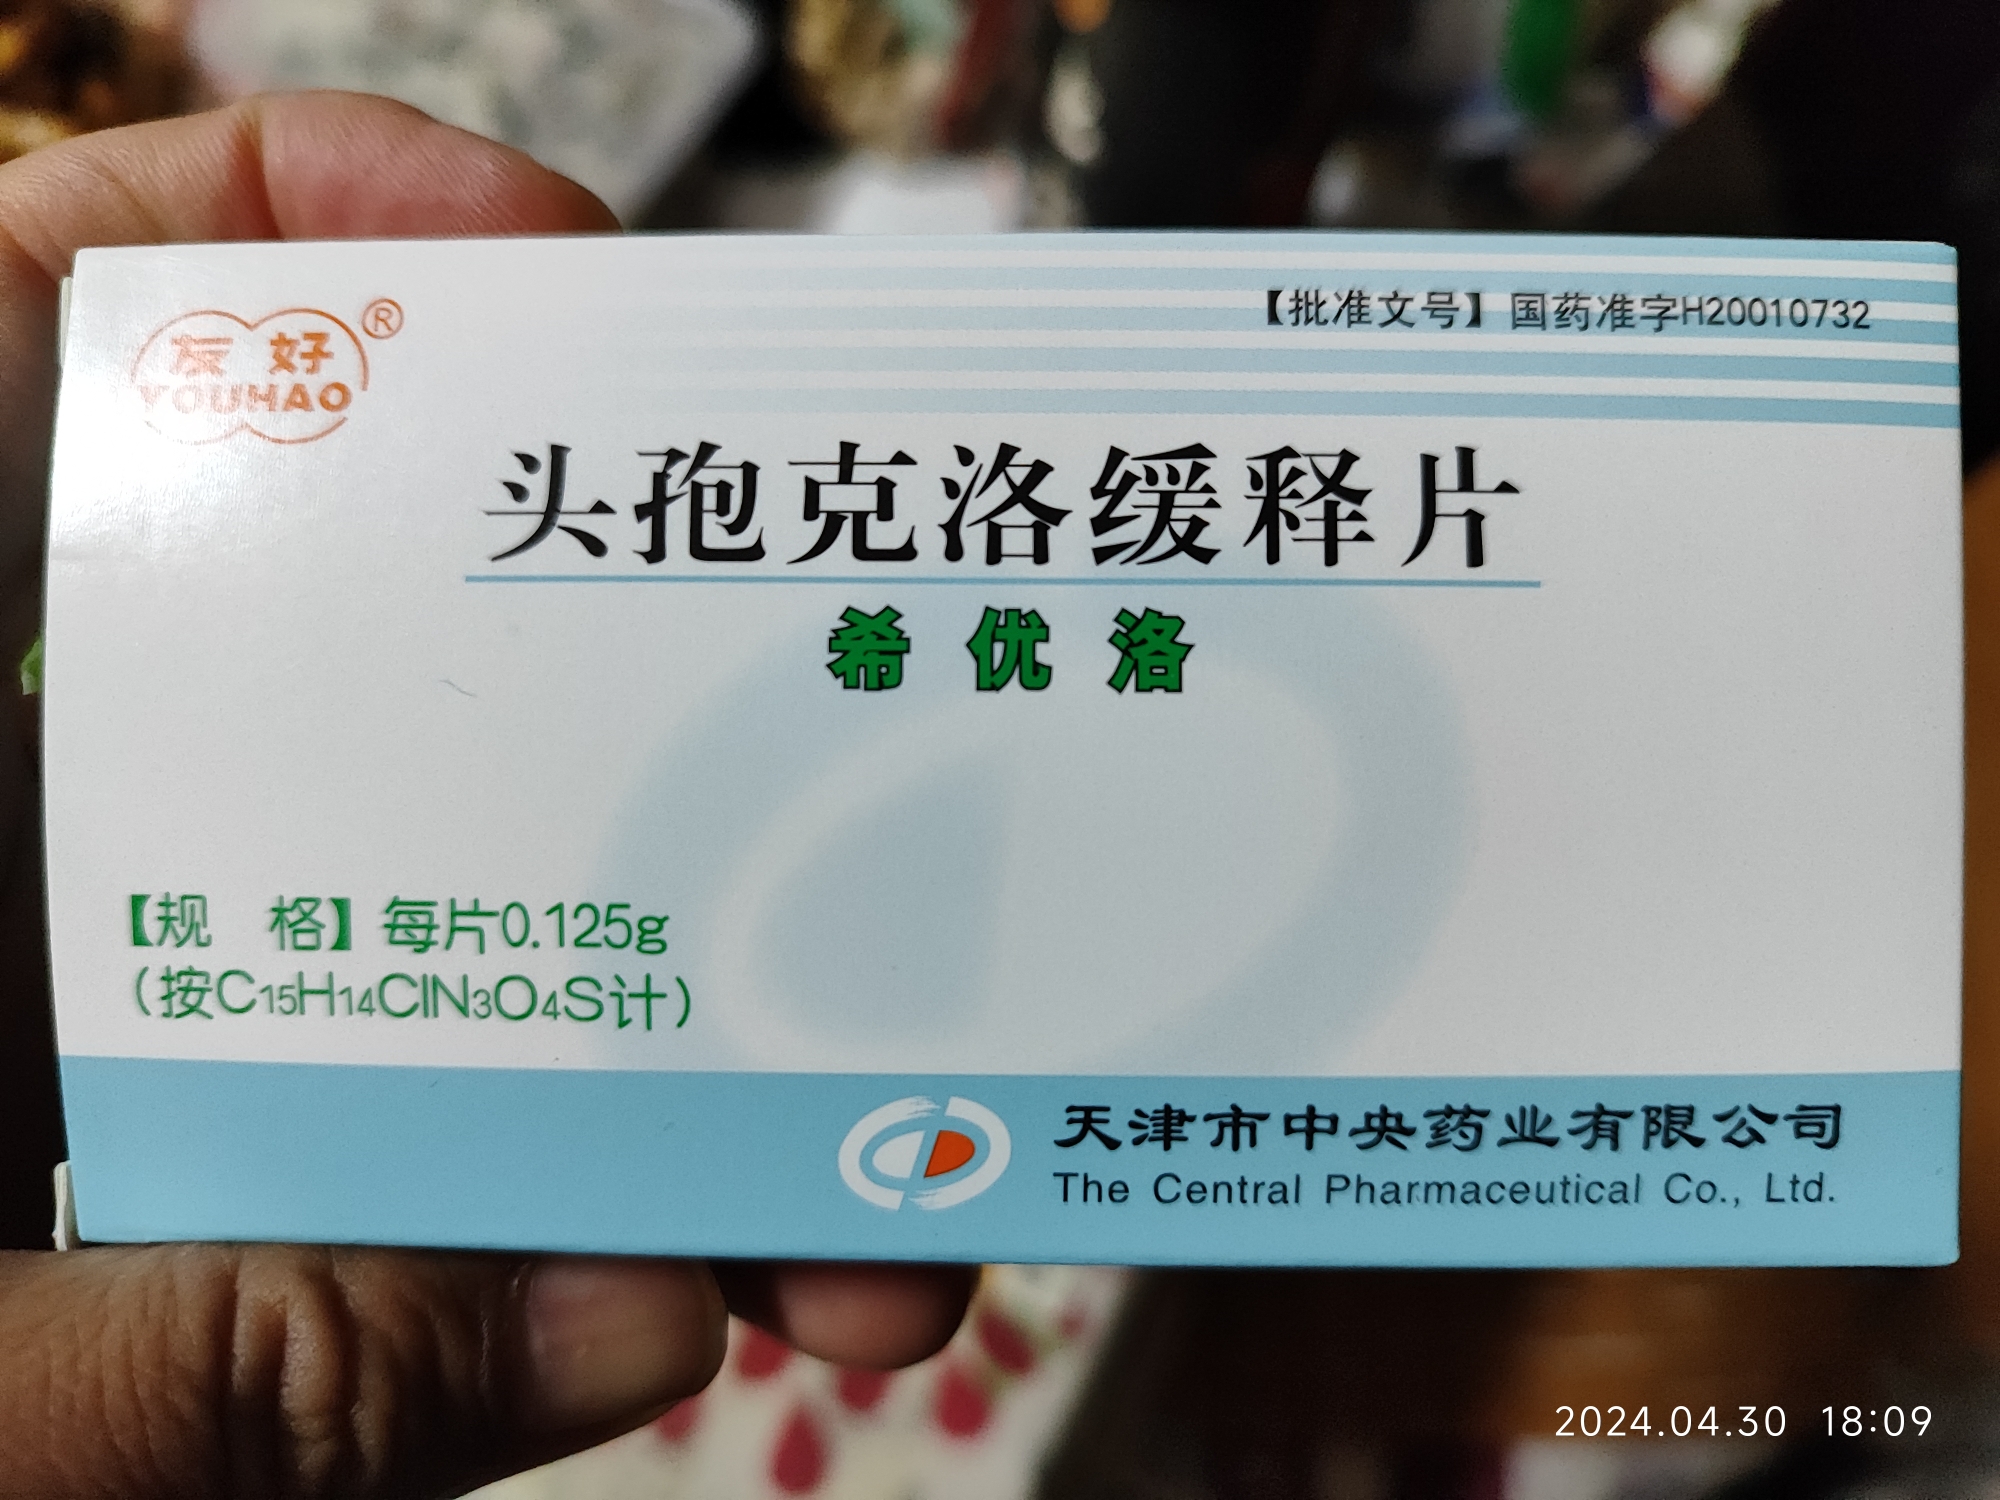 友好®
YOUHAO
【批准文号】国药准字H20010732
头孢克洛缓释片
希优洛
【规　格】每片0.125g
（按C₁₅H₁₄ClN₃O₄S计）
天津市中央药业有限公司
The Central Pharmaceutical Co., Ltd.
2024.04.30 18:09